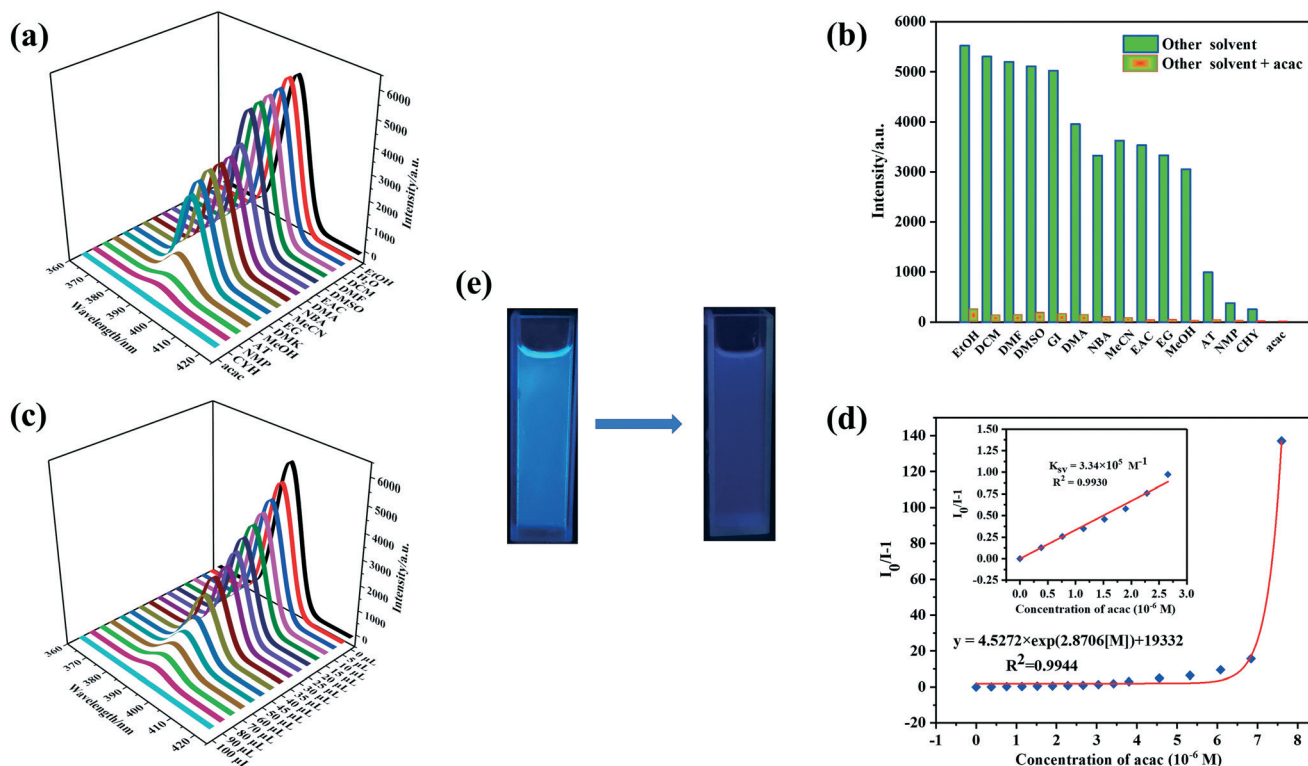 (a)
6000
5000
4000
3000
2000
1000
0
Intensity/a.u.
360
370
380
390
400
410
420
Wavelength/nm
EtOH
H₂O
DCM
DMF
DMSO
EAC
DMA
NBA
MeCN
EG
DMK
MeOH
NMP
CYH
acac
(b)
6000
5000
4000
3000
2000
1000
0
Intensity/a.u.
Other solvent
Other solvent + acac
EtOH
DCM
DMF
DMSO
GI
DMA
NBA
MeCN
EAC
EG
MeOH
AT
NMP
CHY
acac
(c)
6000
5000
4000
3000
2000
1000
0
Intensity/a.u.
360
370
380
390
400
410
420
Wavelength/nm
0 μL
5 μL
10 μL
15 μL
20 μL
25 μL
30 μL
35 μL
40 μL
45 μL
50 μL
60 μL
70 μL
80 μL
90 μL
100 μL
(e)
(d)
140
120
100
80
60
40
20
0
-20
I₀/I-1
1.50
1.25
1.00
0.75
0.50
0.25
0.00
-0.25
I₀/I-1
K_SV = 3.34×10⁵ M⁻¹
R² = 0.9930
0.0 0.5 1.0 1.5 2.0 2.5 3.0
Concentration of acac (10⁻⁶ M)
y = 4.5272×exp(2.8706[M])+19332
R²=0.9944
-1 0 1 2 3 4 5 6 7 8
Concentration of acac (10⁻⁶ M)